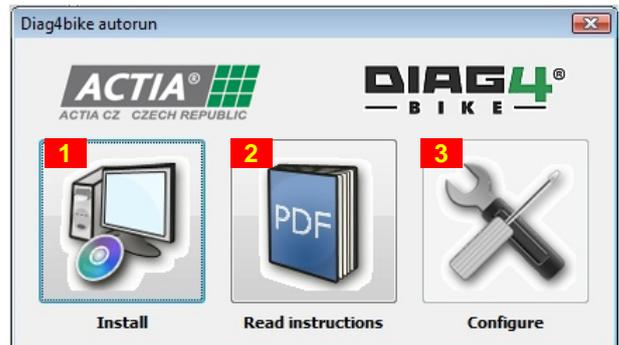 Diag4bike autorun
ACTIA®
ACTIA CZ CZECH REPUBLIC
DIAG4®
BIKE
1
2
3
PDF
Install
Read instructions
Configure